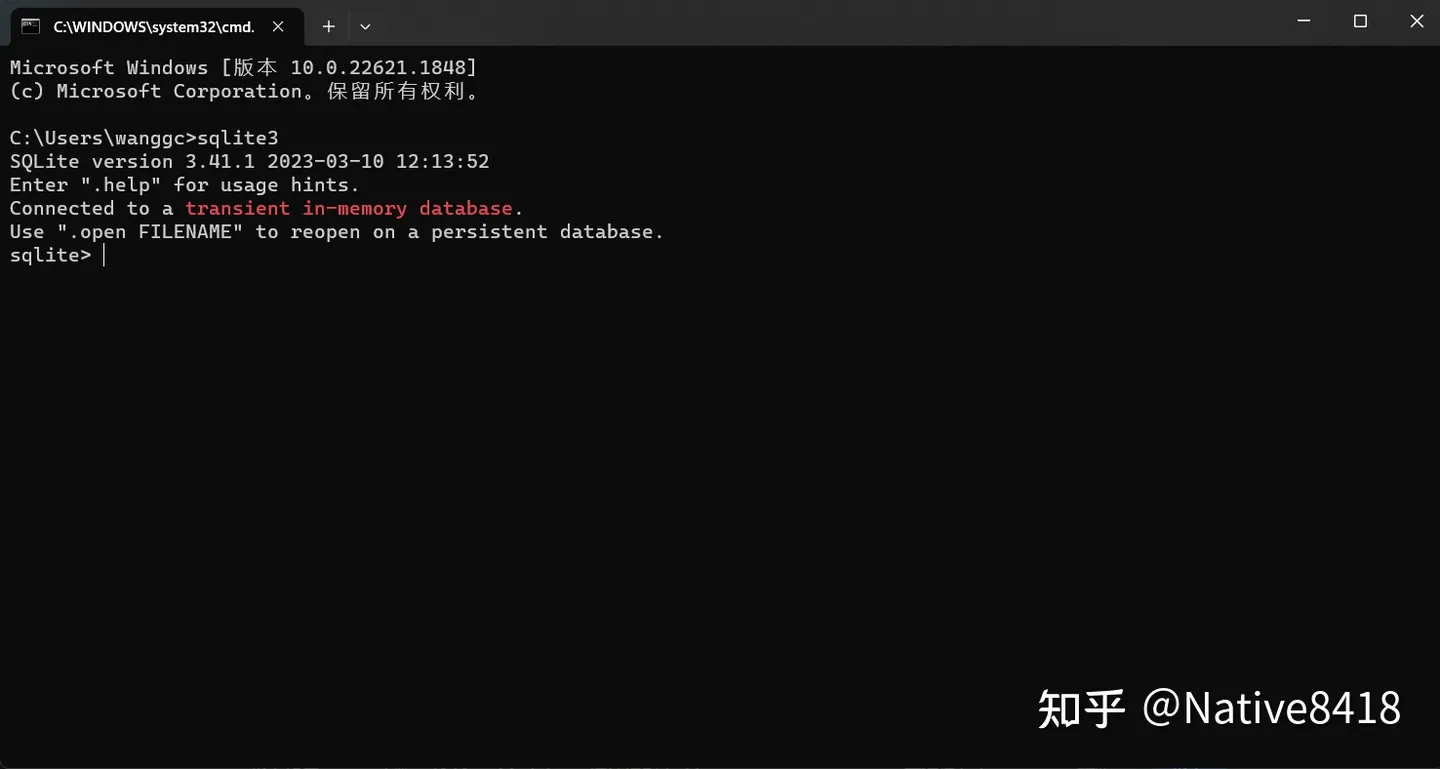 C:\WINDOWS\system32\cmd.
Microsoft Windows [版本 10.0.22621.1848]
(c) Microsoft Corporation。保留所有权利。
C:\Users\wanggc>sqlite3
SQLite version 3.41.1 2023-03-10 12:13:52
Enter ".help" for usage hints.
Connected to a transient in-memory database.
Use ".open FILENAME" to reopen on a persistent database.
sqlite>
知乎 @Native8418